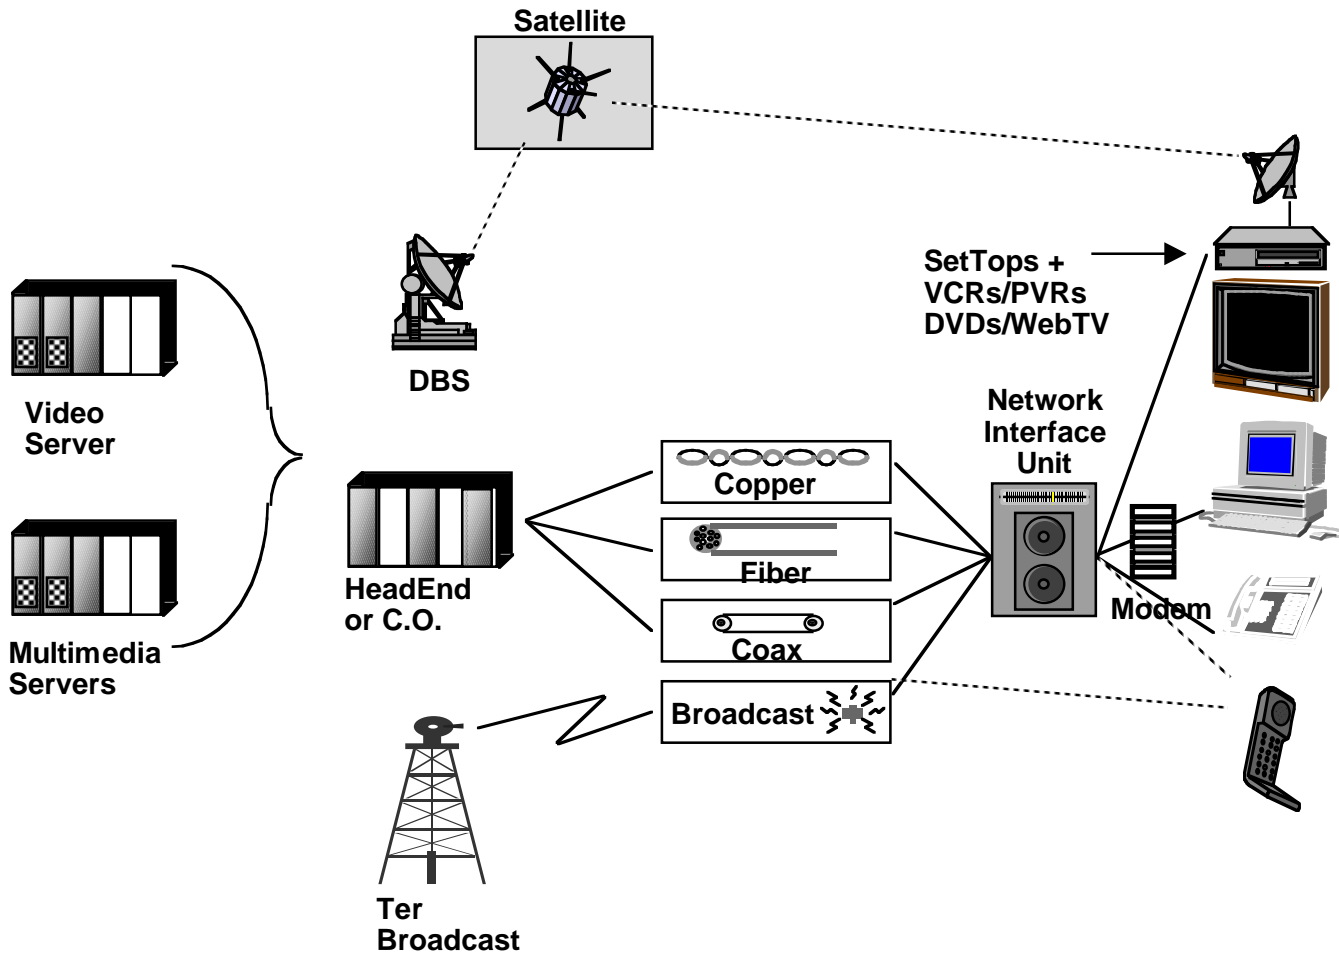 Satellite
SetTops +
VCRs/PVRs
DVDs/WebTV
DBS
Video
Server
Network
Interface
Unit
Copper
Fiber
HeadEnd
or C.O.
Modem
Coax
Multimedia
Servers
Broadcast
Ter
Broadcast